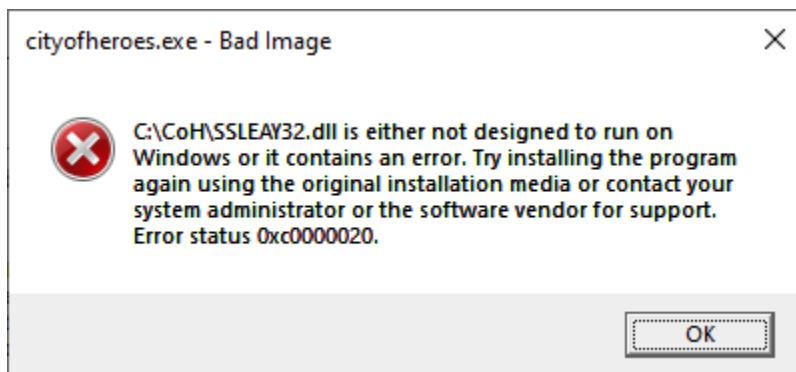 cityofheroes.exe - Bad Image
C:\CoH\SSLEAY32.dll is either not designed to run on
Windows or it contains an error. Try installing the program
again using the original installation media or contact your
system administrator or the software vendor for support.
Error status 0xc0000020.
OK